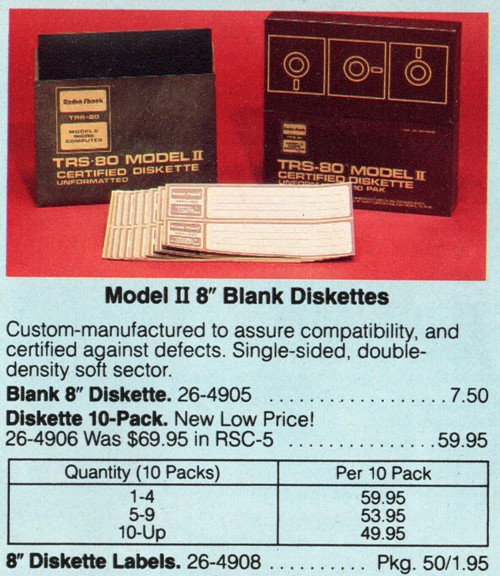 Radio Shack
TRS-80
MODEL II
MICRO
COMPUTER
TRS-80 MODEL II
CERTIFIED DISKETTE
UNFORMATTED
TRS-80 MODEL II
CERTIFIED DISKETTE
10 PAK
Model II 8" Blank Diskettes
Custom-manufactured to assure compatibility, and
certified against defects. Single-sided, double-
density soft sector.
Blank 8" Diskette. 26-4905 .................... 7.50
Diskette 10-Pack. New Low Price!
26-4906 Was $69.95 in RSC-5 ............... 59.95
Quantity (10 Packs) Per 10 Pack
1-4 59.95
5-9 53.95
10-Up 49.95
8" Diskette Labels. 26-4908 .......... Pkg. 50/1.95